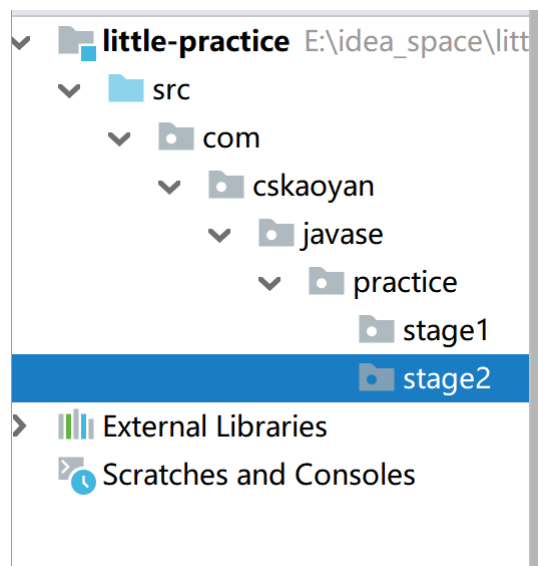 little-practice E:\idea_space\litt
src
com
cskaoyan
javase
practice
stage1
stage2
External Libraries
Scratches and Consoles